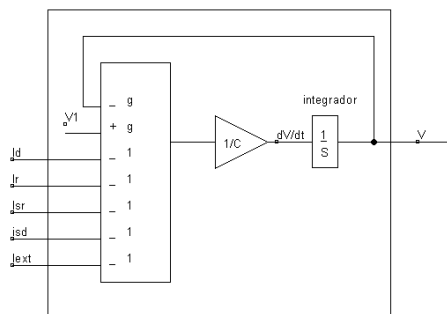 integrador
− g
V1
+ g
1/C
dV/dt
1
S
V
Id
− 1
Ir
− 1
Isr
− 1
isd
− 1
Iext
− 1